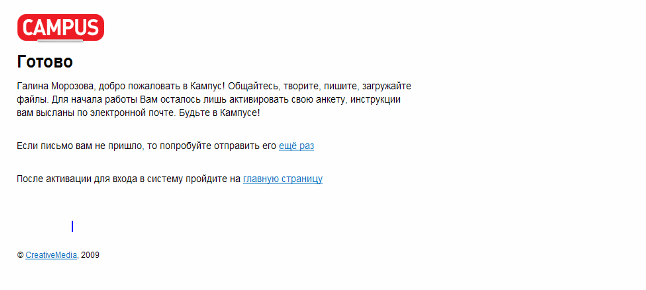 CAMPUS
Готово
Галина Морозова, добро пожаловать в Кампус! Общайтесь, творите, пишите, загружайте
файлы. Для начала работы Вам осталось лишь активировать свою анкету, инструкции
вам высланы по электронной почте. Будьте в Кампусе!
Если письмо вам не пришло, то попробуйте отправить его ещё раз
После активации для входа в систему пройдите на главную страницу
|
© CreativeMedia, 2009